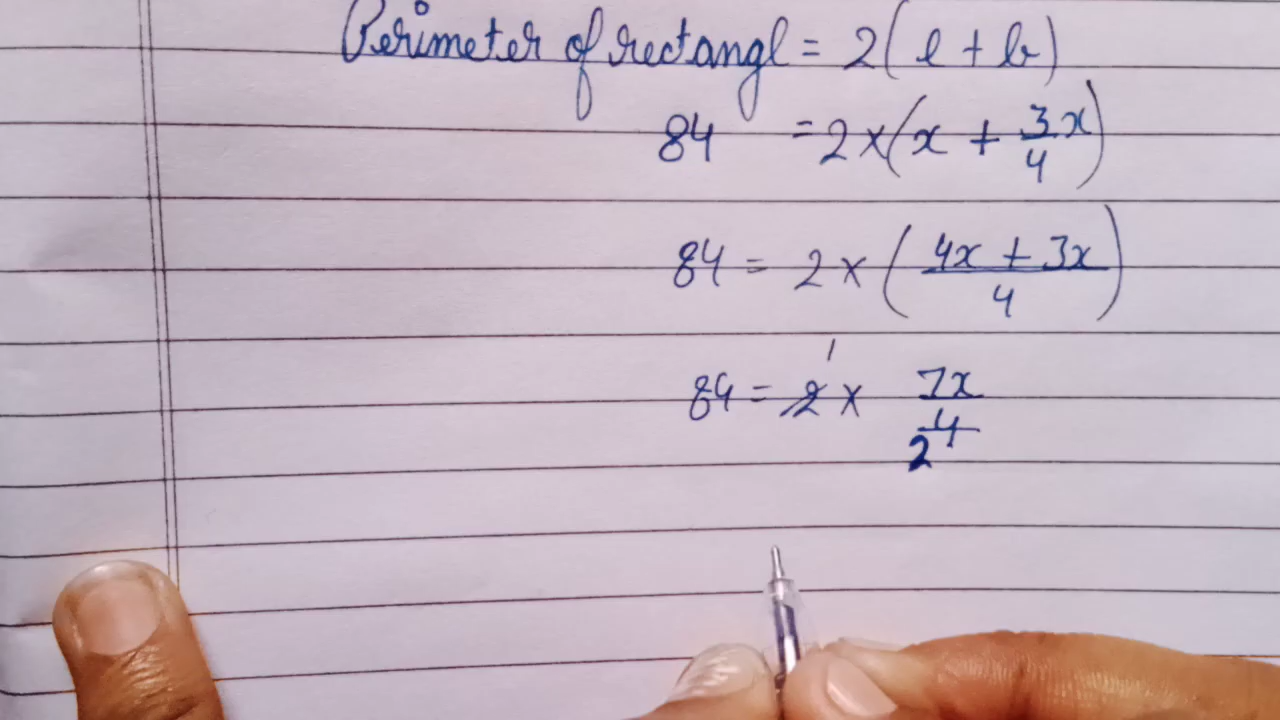 Perimeter of rectangl = 2(l + b)
84 = 2 × (x + 3/4 x)
84 = 2 × ( 4x + 3x / 4 )
1
84 = 2 × 7x / 4
2